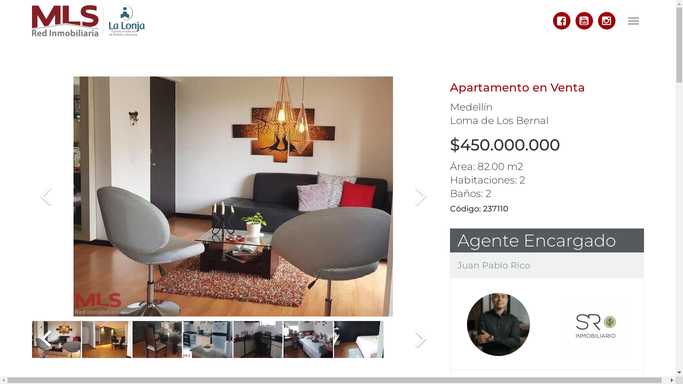 MLS
Red Inmobiliaria
La Lonja
Apartamento en Venta
Medellín
Loma de Los Bernal
$450.000.000
Área: 82.00 m2
Habitaciones: 2
Baños: 2
Código: 237110
Agente Encargado
Juan Pablo Rico
MLS
Red Inmobiliaria
SR
INMOBILIARIO